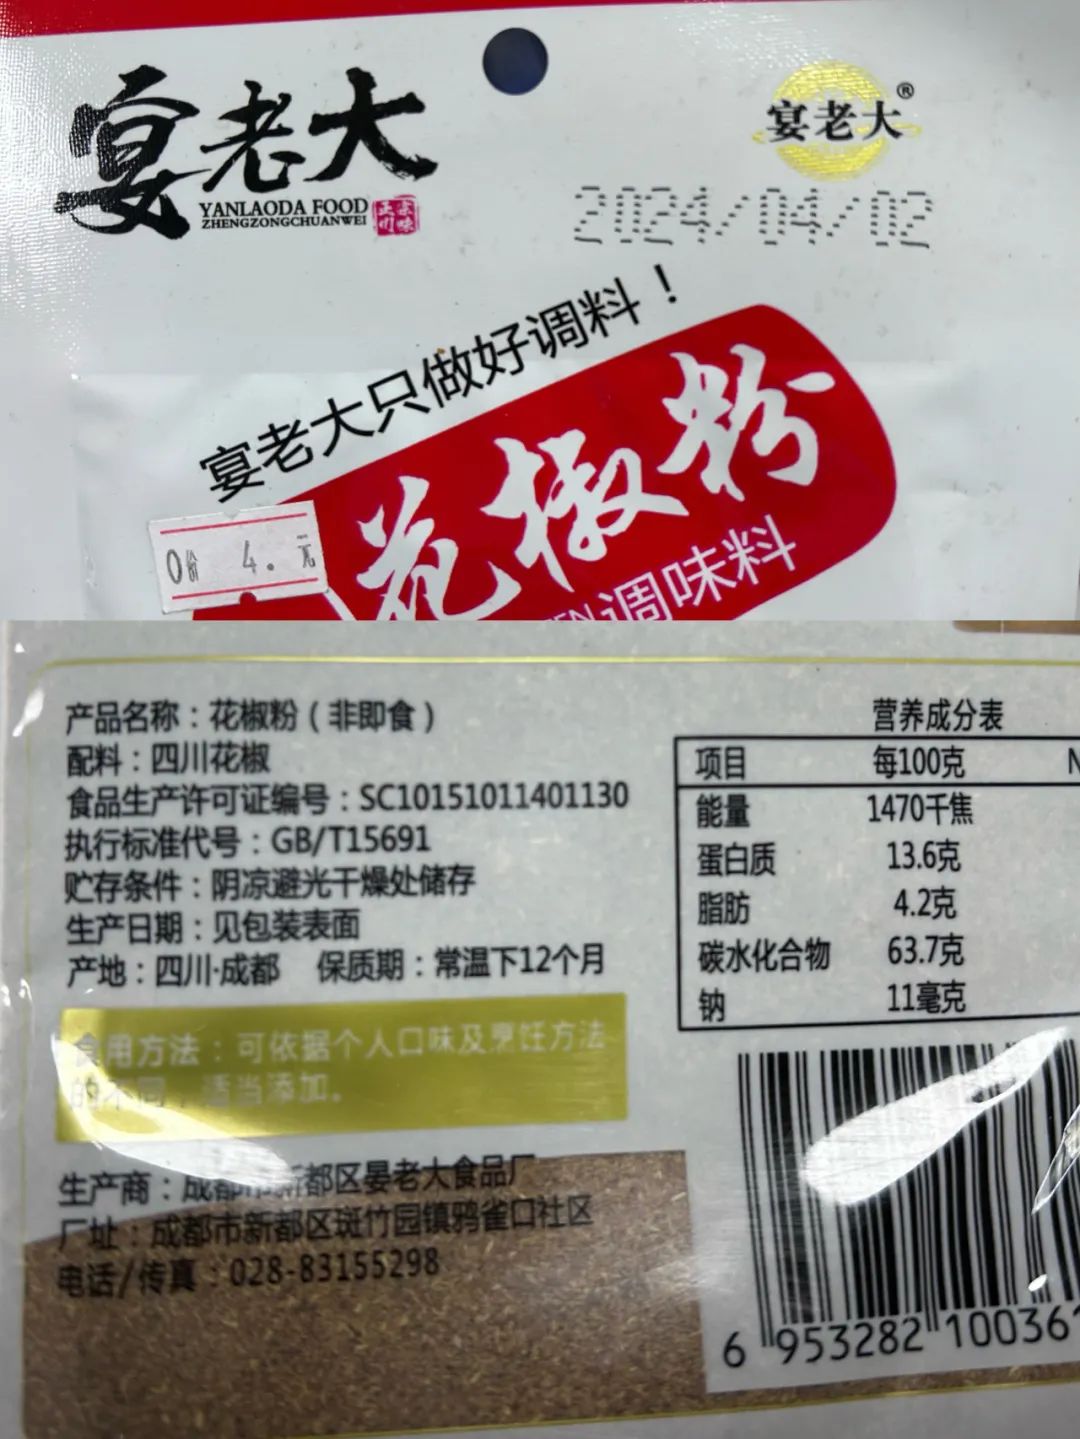 宴老大
YANLAODA FOOD
ZHENGZONGCHUANWEI
正宗川味
宴老大®
2024/04/02
宴老大只做好调料！
花椒粉
调味料
价 4. 元
产品名称：花椒粉（非即食）
配料：四川花椒
食品生产许可证编号：SC10151011401130
执行标准代号：GB/T15691
贮存条件：阴凉避光干燥处储存
生产日期：见包装表面
产地：四川·成都 保质期：常温下12个月
食用方法：可依据个人口味及烹饪方法
的不同，适当添加。
生产商：成都市新都区宴老大食品厂
厂址：成都市新都区斑竹园镇鸦雀口社区
电话/传真：028-83155298
营养成分表
项目 每100克
能量 1470千焦
蛋白质 13.6克
脂肪 4.2克
碳水化合物 63.7克
钠 11毫克
6 953282 100361